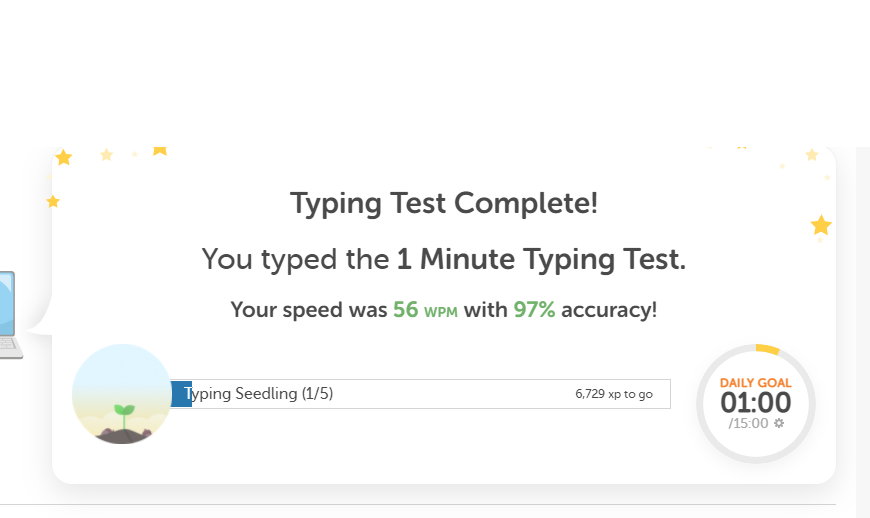 Typing Test Complete!
You typed the 1 Minute Typing Test.
Your speed was 56 WPM with 97% accuracy!
Typing Seedling (1/5)
6,729 xp to go
DAILY GOAL
01:00
/15:00